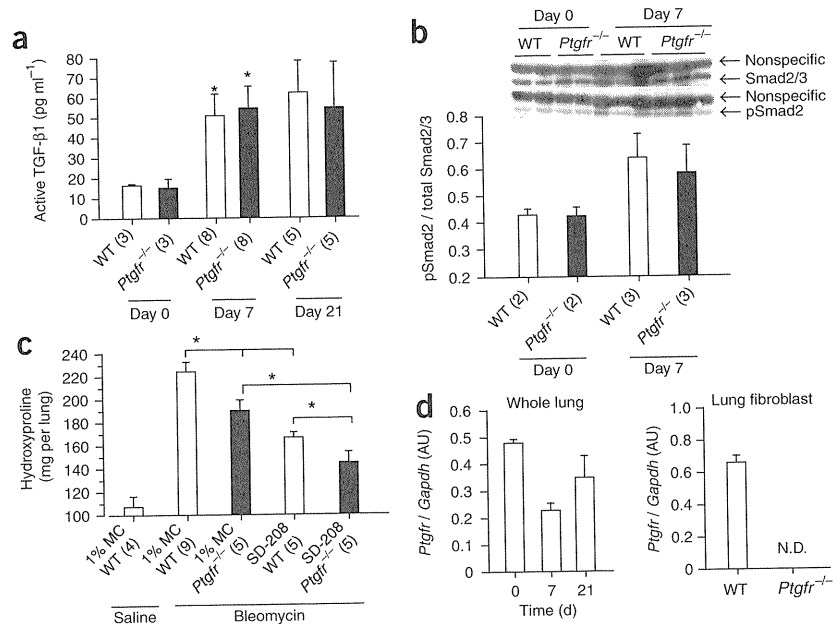 a
Active TGF-β1 (pg ml⁻¹)
80
70
60
50
40
30
20
10
0
* *
WT (3)
Ptgfr⁻/⁻ (3)
WT (8)
Ptgfr⁻/⁻ (8)
WT (5)
Ptgfr⁻/⁻ (5)
Day 0
Day 7
Day 21
b
Day 0 Day 7
WT Ptgfr⁻/⁻ WT Ptgfr⁻/⁻
← Nonspecific
← Smad2/3
← Nonspecific
← pSmad2
pSmad2 / total Smad2/3
0.8
0.7
0.6
0.5
0.4
0.3
0.2
WT (2)
Ptgfr⁻/⁻ (2)
WT (3)
Ptgfr⁻/⁻ (3)
Day 0
Day 7
c
Hydroxyproline
(mg per lung)
240
220
200
180
160
140
120
100
*
*
*
1% MC
WT (4)
1% MC
WT (9)
1% MC
Ptgfr⁻/⁻ (5)
SD-208
WT (5)
SD-208
Ptgfr⁻/⁻ (5)
Saline
Bleomycin
d
Whole lung
Ptgfr / Gapdh (AU)
0.6
0.5
0.4
0.3
0.2
0.1
0
0 7 21
Time (d)
Lung fibroblast
Ptgfr / Gapdh (AU)
1.0
0.8
0.6
0.4
0.2
0
N.D.
WT Ptgfr⁻/⁻